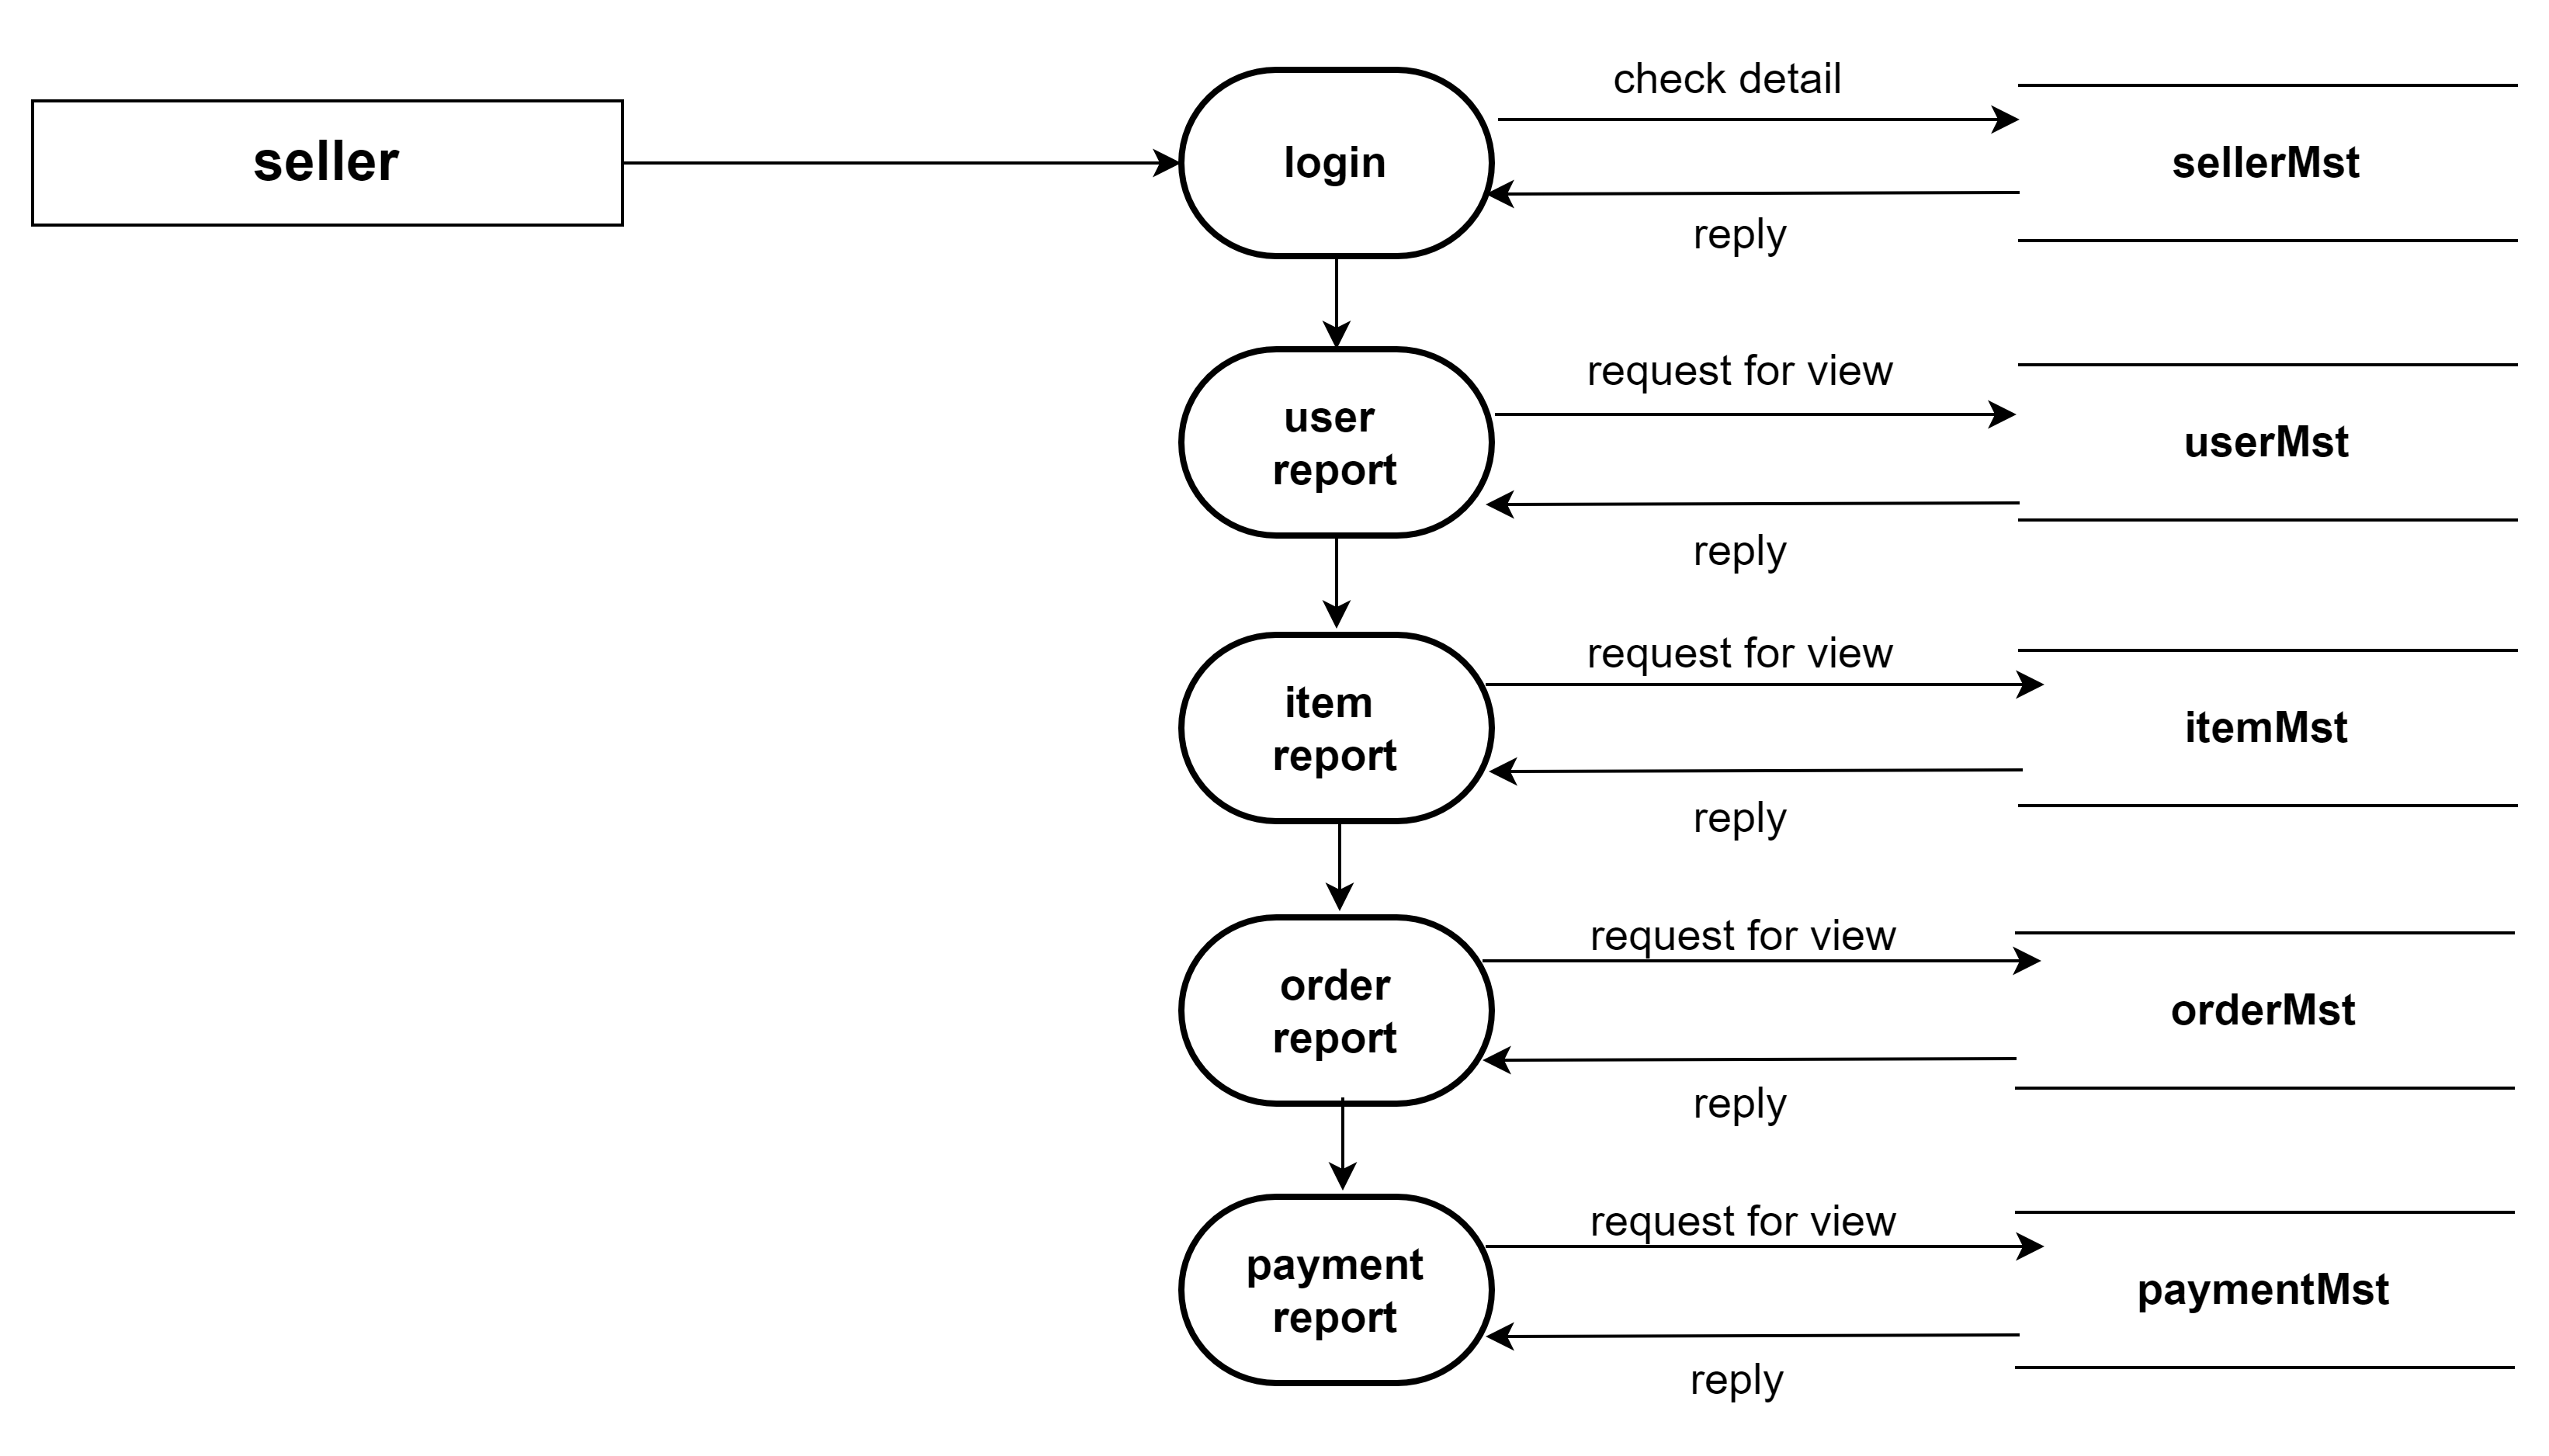 check detail
seller
login
sellerMst
reply
request for view
user
report
userMst
reply
request for view
item
report
itemMst
reply
request for view
order
report
orderMst
reply
request for view
payment
report
paymentMst
reply